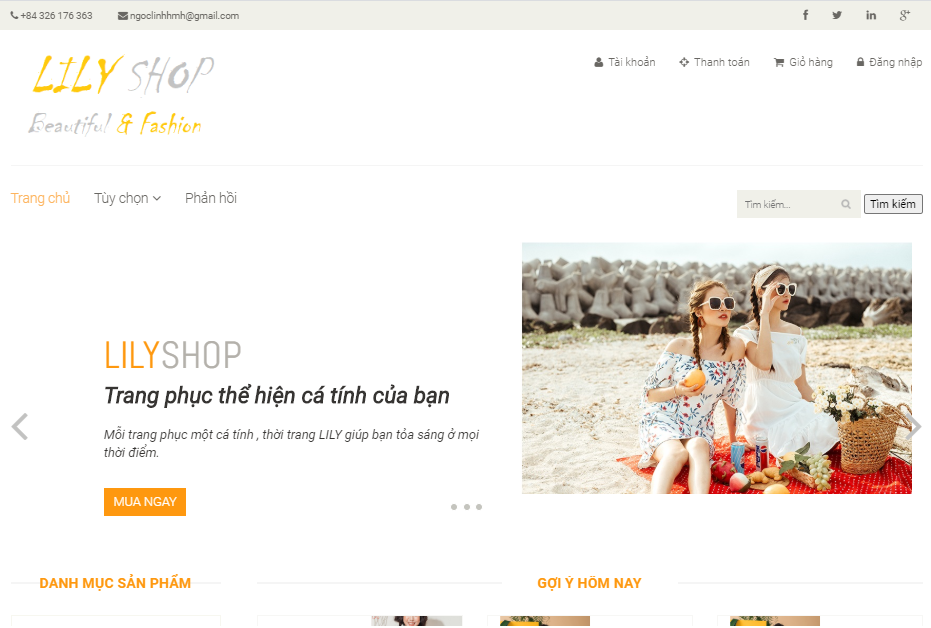 +84 326 176 363 ngoclinhhmh@gmail.com
LILY SHOP
Beautiful & Fashion
Tài khoản Thanh toán Giỏ hàng Đăng nhập
Trang chủ Tùy chọn Phản hồi
Tìm kiếm... Tìm kiếm
LILYSHOP
Trang phục thể hiện cá tính của bạn
Mỗi trang phục một cá tính , thời trang LILY giúp bạn tỏa sáng ở mọi
thời điểm.
MUA NGAY
DANH MỤC SẢN PHẨM GỢI Ý HÔM NAY